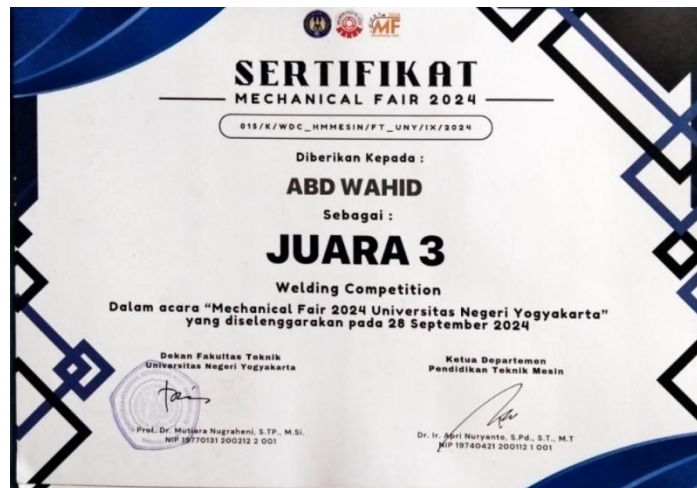 MF
SERTIFIKAT
MECHANICAL FAIR 2024
015/K/WDC_HMMESIN/FT_UNY/IX/2024
Diberikan Kepada :
ABD WAHID
Sebagai :
JUARA 3
Welding Competition
Dalam acara “Mechanical Fair 2024 Universitas Negeri Yogyakarta”
yang diselenggarakan pada 28 September 2024
Dekan Fakultas Teknik
Universitas Negeri Yogyakarta
Prof. Dr. Mutiara Nugraheni, S.TP., M.Si.
NIP 19770131 200212 2 001
Ketua Departemen
Pendidikan Teknik Mesin
Dr. Ir. Apri Nuryanto, S.Pd., S.T., M.T
NIP 19740421 200112 1 001